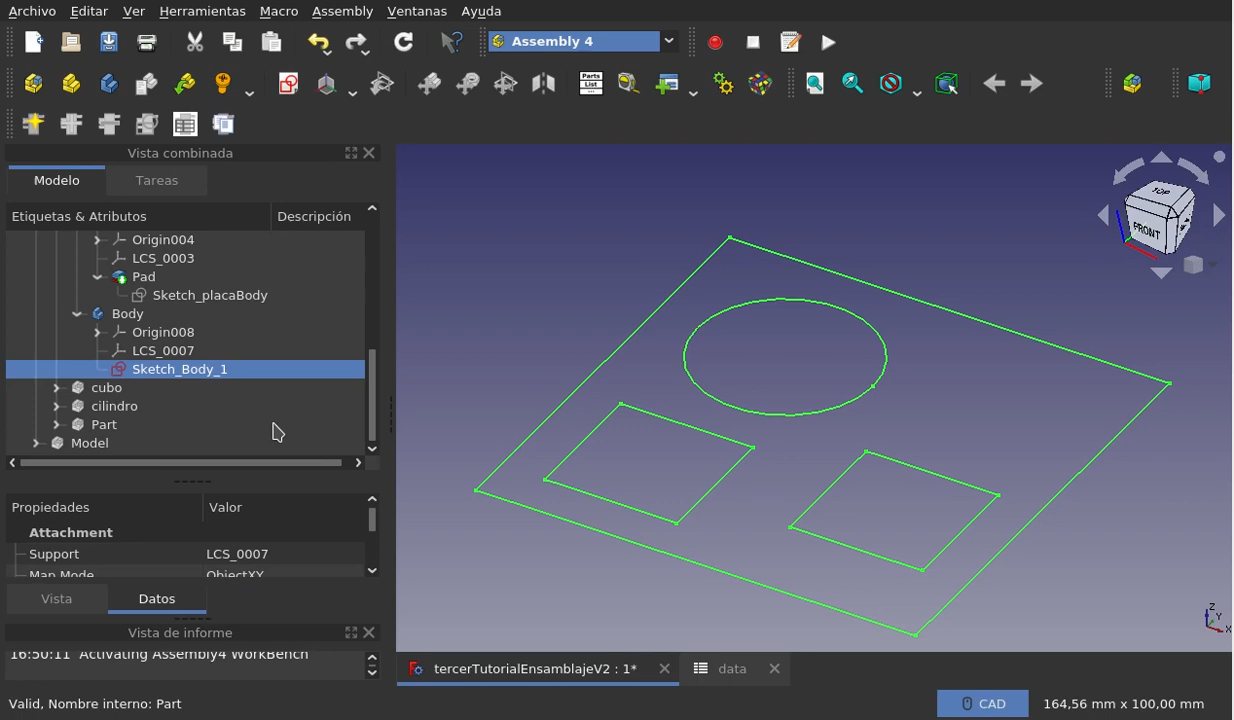 Archivo Editar Ver Herramientas Macro Assembly Ventanas Ayuda
Assembly 4
Parts
List
Vista combinada
Modelo Tareas
Etiquetas & Atributos Descripción
Origin004
LCS_0003
Pad
Sketch_placaBody
Body
Origin008
LCS_0007
Sketch_Body_1
cubo
cilindro
Part
Model
Propiedades Valor
Attachment
Support LCS_0007
Map Mode ObjectXY
Vista Datos
Vista de informe
16:50:11 Activating Assembly4 WorkBench
TOP
FRONT
Z
Y
X
tercerTutorialEnsamblajeV2 : 1* data
Valid, Nombre interno: Part CAD 164,56 mm x 100,00 mm